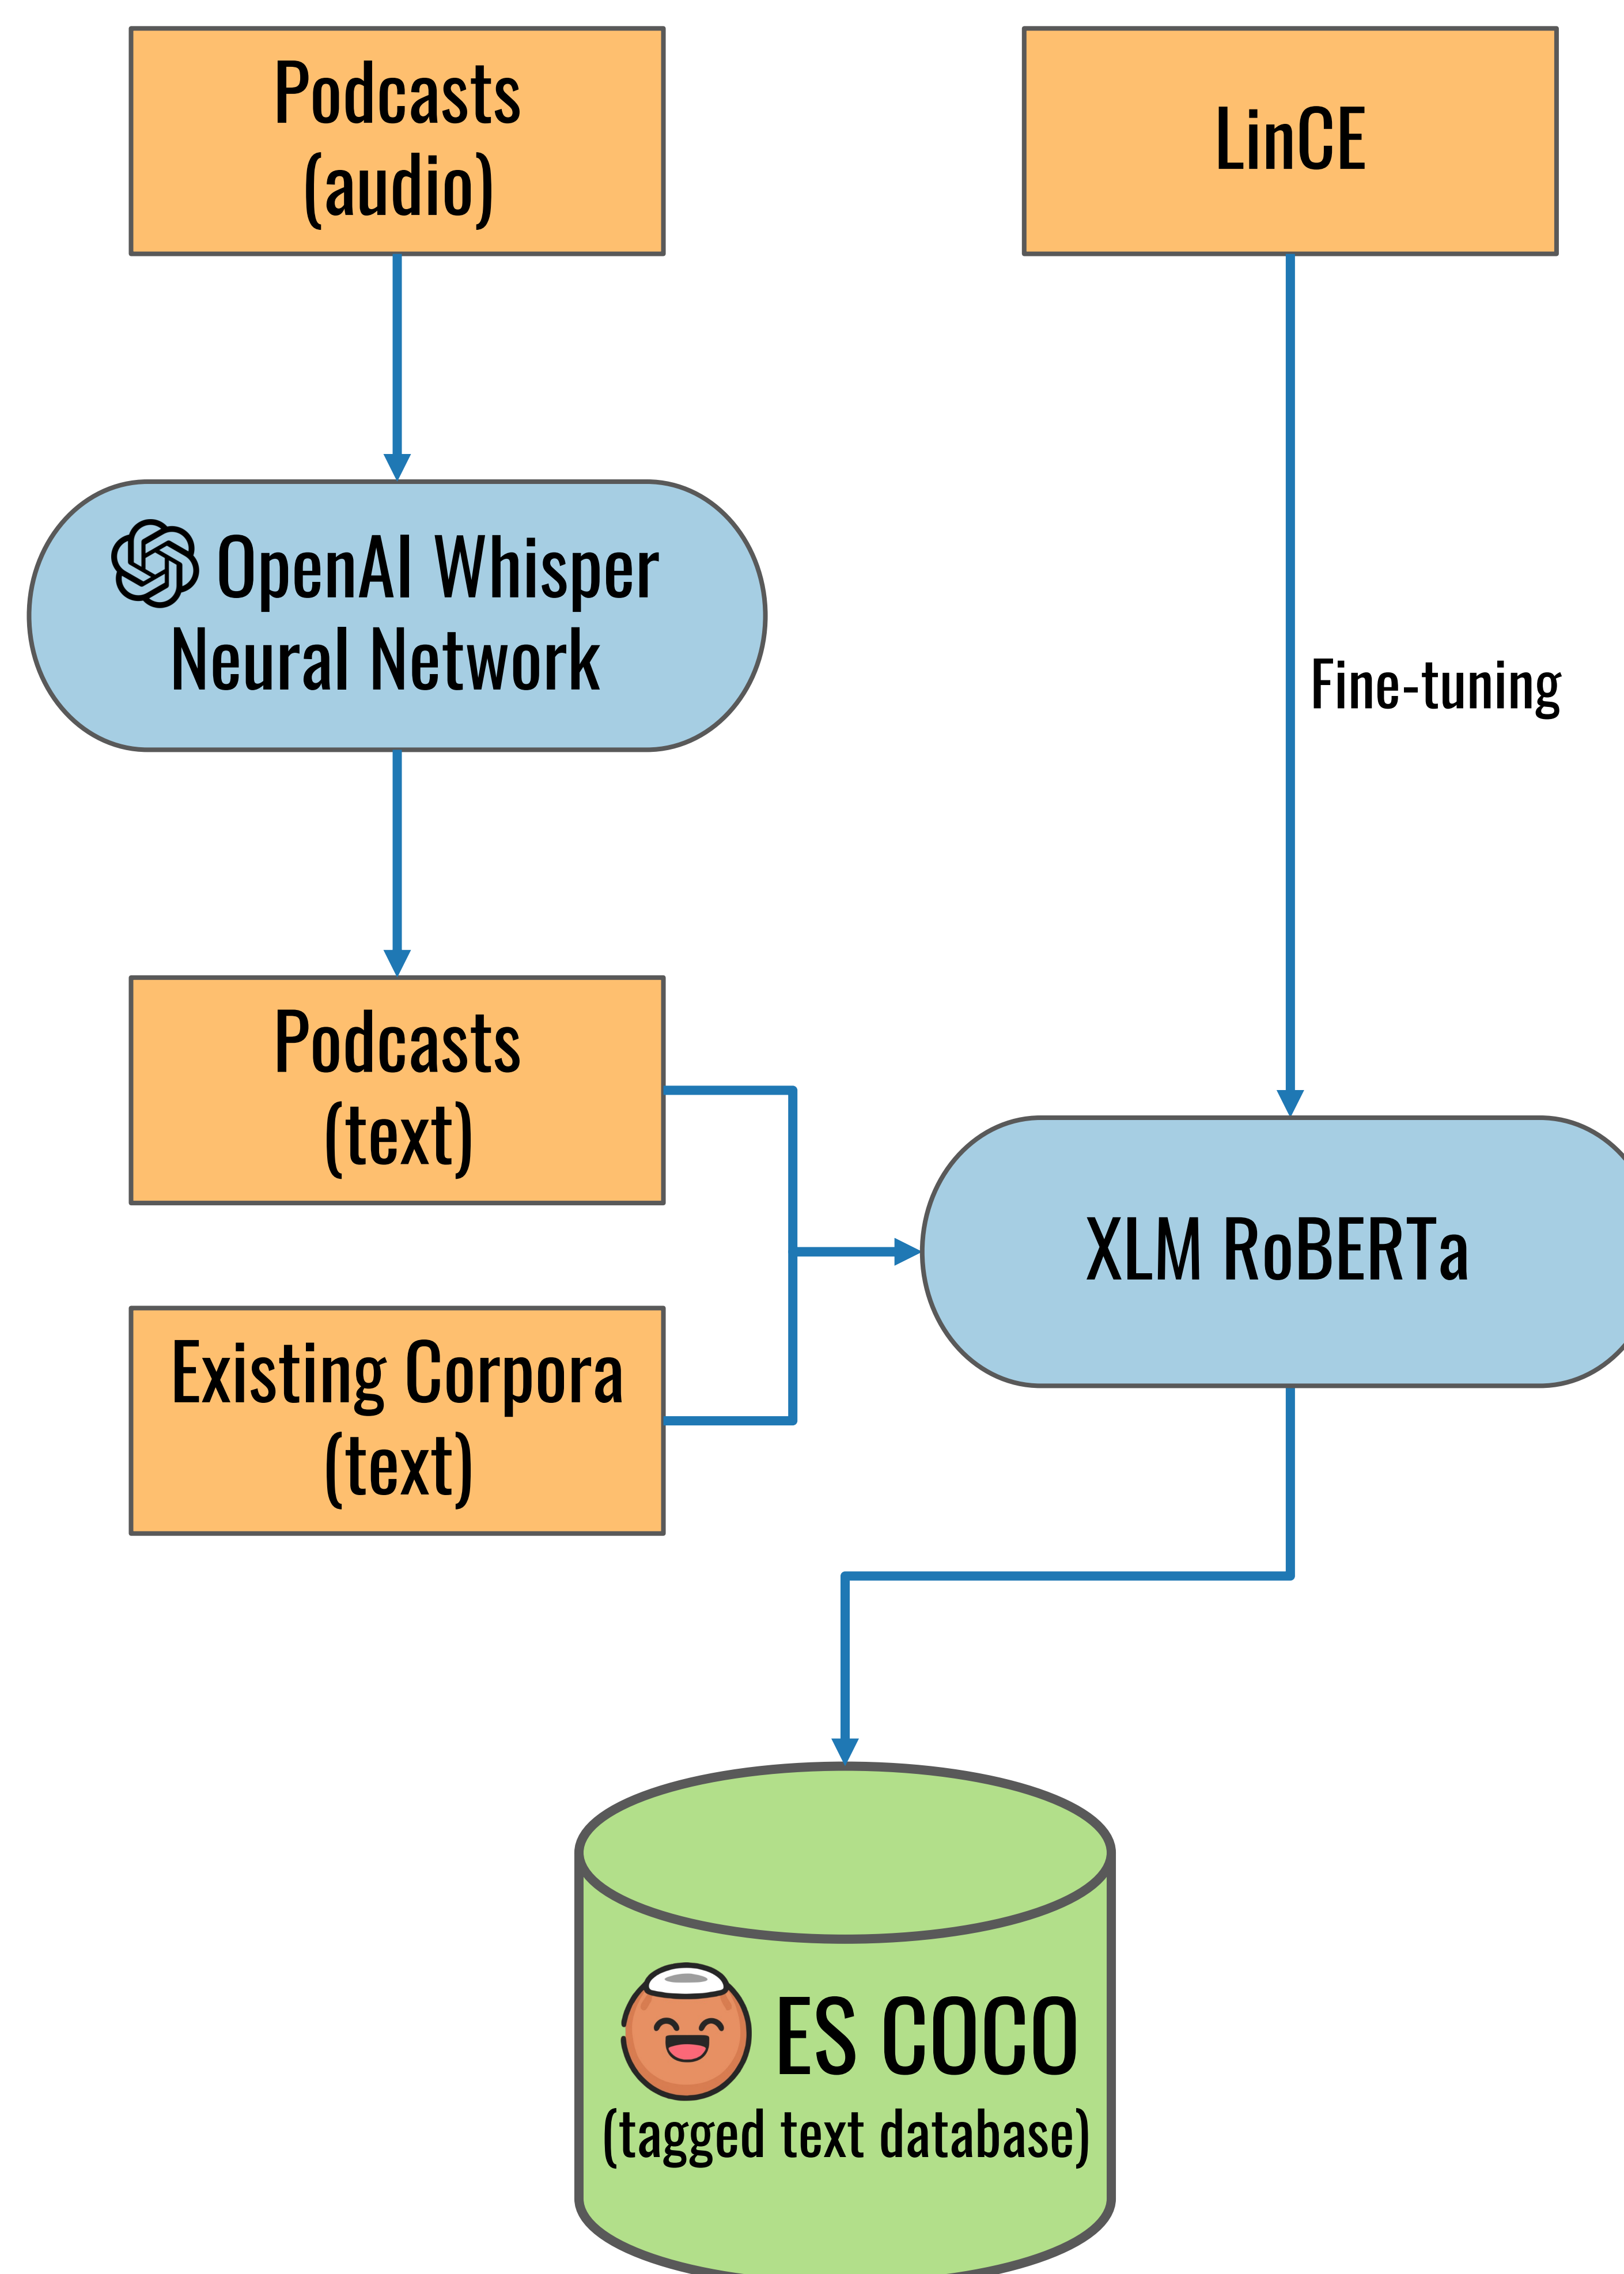 Podcasts
(audio)
LinCE
OpenAI Whisper
Neural Network
Fine-tuning
Podcasts
(text)
XLM RoBERTa
Existing Corpora
(text)
ES COCO
(tagged text database)